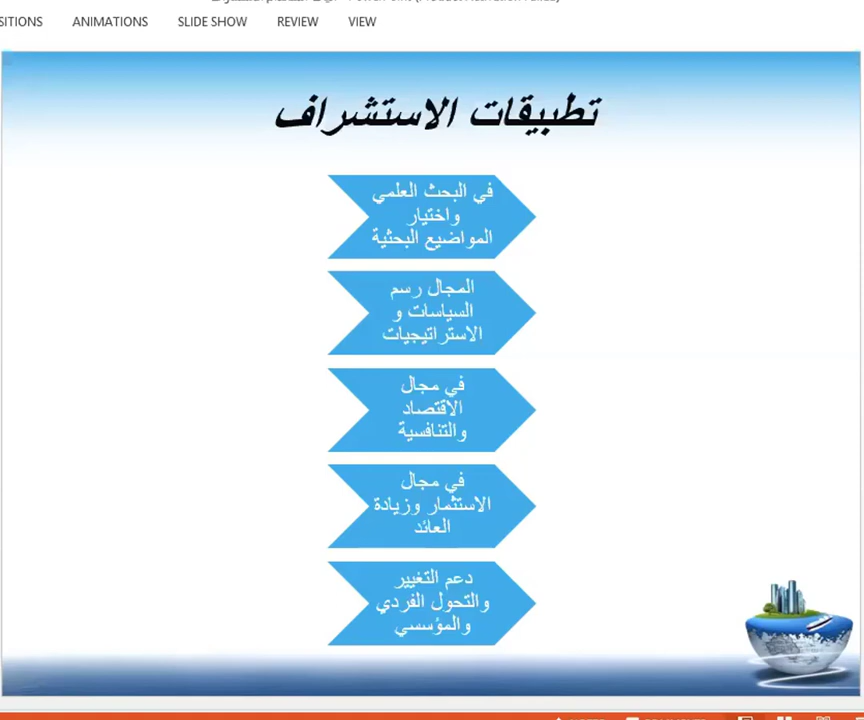 ANIMATIONS SLIDE SHOW REVIEW VIEW
تطبيقات الاستشراف
في البحث العلمي
واختيار
المواضيع البحثية
المجال رسم
السياسات و
الاستراتيجيات
في مجال
الاقتصاد
والتنافسية
في مجال
الاستثمار وزيادة
العائد
دعم التغيير
والتحول الفردي
والمؤسسي